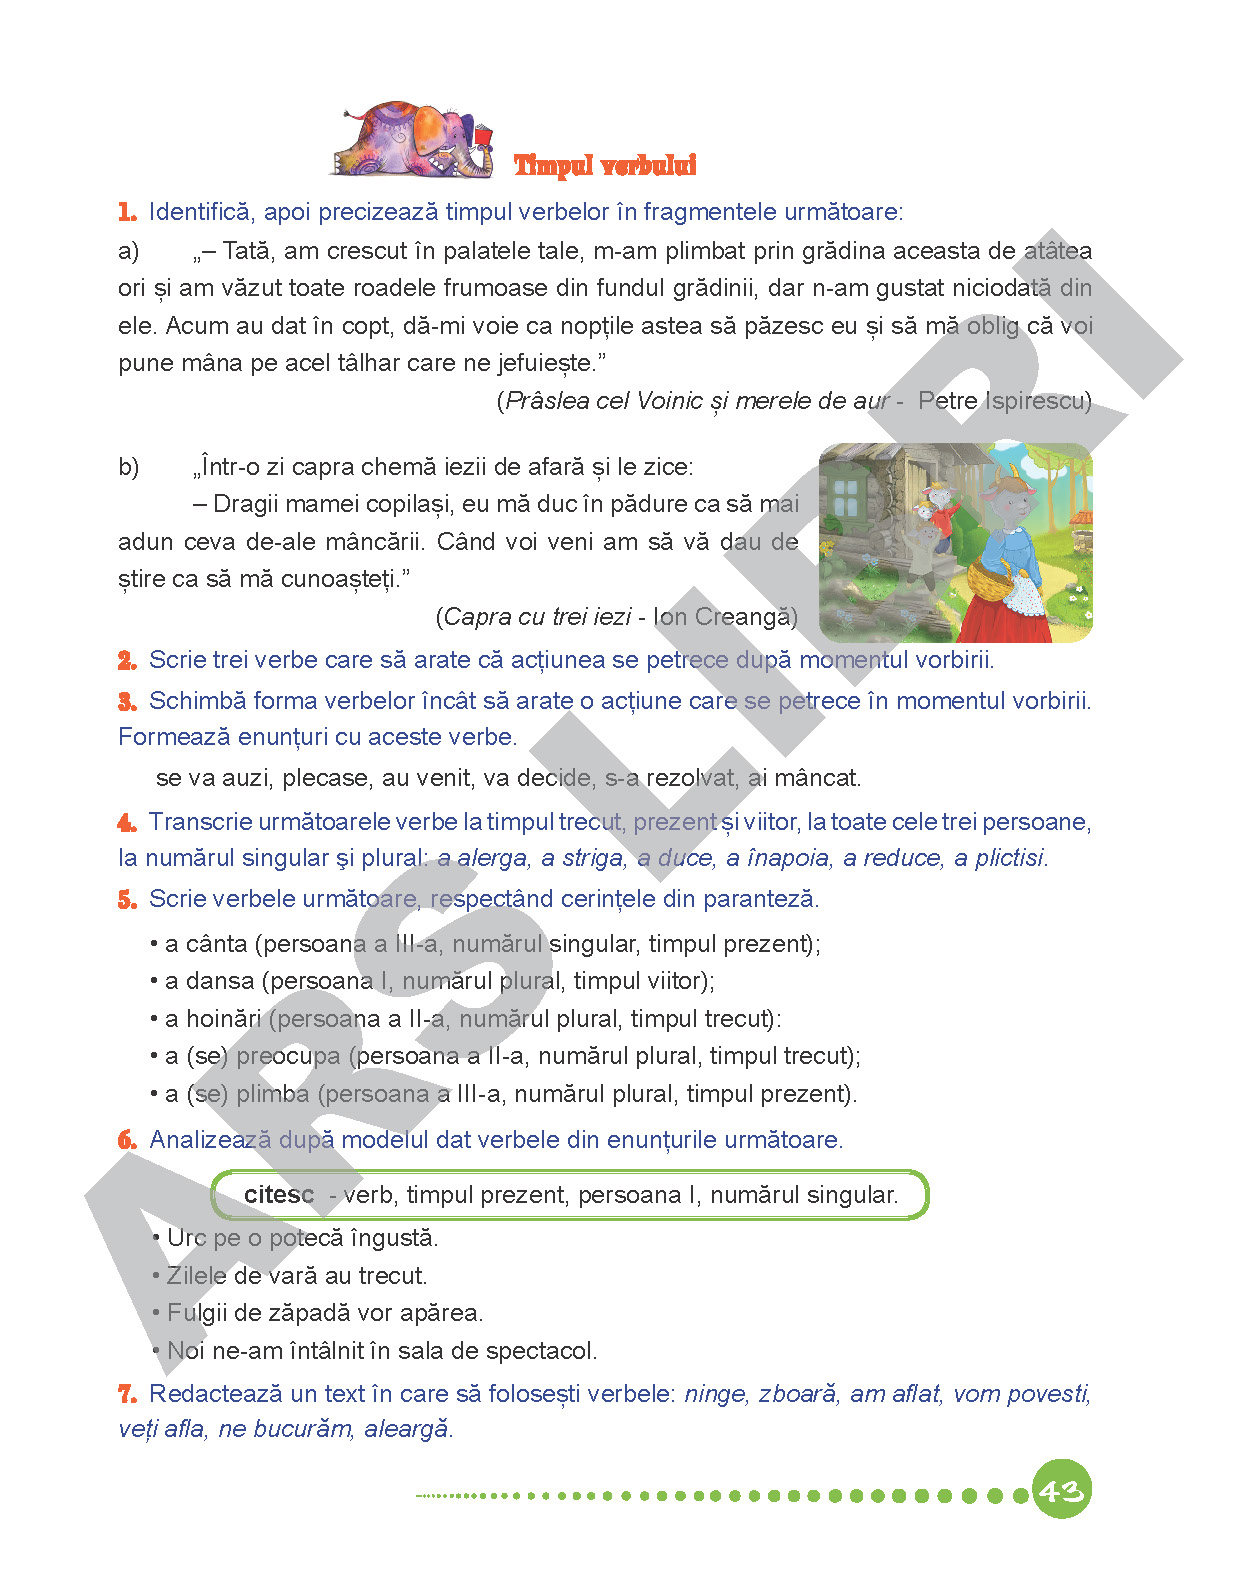 Timpul verbului
1. Identifică, apoi precizează timpul verbelor în fragmentele următoare:
a) „– Tată, am crescut în palatele tale, m-am plimbat prin grădina aceasta de atâtea
ori și am văzut toate roadele frumoase din fundul grădinii, dar n-am gustat niciodată din
ele. Acum au dat în copt, dă-mi voie ca nopțile astea să păzesc eu și să mă oblig că voi
pune mâna pe acel tâlhar care ne jefuiește.”
(Prâslea cel Voinic și merele de aur - Petre Ispirescu)
b) „Într-o zi capra chemă iezii de afară și le zice:
– Dragii mamei copilași, eu mă duc în pădure ca să mai
adun ceva de-ale mâncării. Când voi veni am să vă dau de
știre ca să mă cunoașteți.”
(Capra cu trei iezi - Ion Creangă)
2. Scrie trei verbe care să arate că acțiunea se petrece după momentul vorbirii.
3. Schimbă forma verbelor încât să arate o acțiune care se petrece în momentul vorbirii.
Formează enunțuri cu aceste verbe.
se va auzi, plecase, au venit, va decide, s-a rezolvat, ai mâncat.
4. Transcrie următoarele verbe la timpul trecut, prezent și viitor, la toate cele trei persoane,
la numărul singular şi plural: a alerga, a striga, a duce, a înapoia, a reduce, a plictisi.
5. Scrie verbele următoare, respectând cerințele din paranteză.
• a cânta (persoana a III-a, numărul singular, timpul prezent);
• a dansa (persoana I, numărul plural, timpul viitor);
• a hoinări (persoana a II-a, numărul plural, timpul trecut):
• a (se) preocupa (persoana a II-a, numărul plural, timpul trecut);
• a (se) plimba (persoana a III-a, numărul plural, timpul prezent).
6. Analizează după modelul dat verbele din enunțurile următoare.
citesc - verb, timpul prezent, persoana I, numărul singular.
• Urc pe o potecă îngustă.
• Zilele de vară au trecut.
• Fulgii de zăpadă vor apărea.
• Noi ne-am întâlnit în sala de spectacol.
7. Redactează un text în care să folosești verbele: ninge, zboară, am aflat, vom povesti,
veți afla, ne bucurăm, aleargă.
43
ARS LIBRI